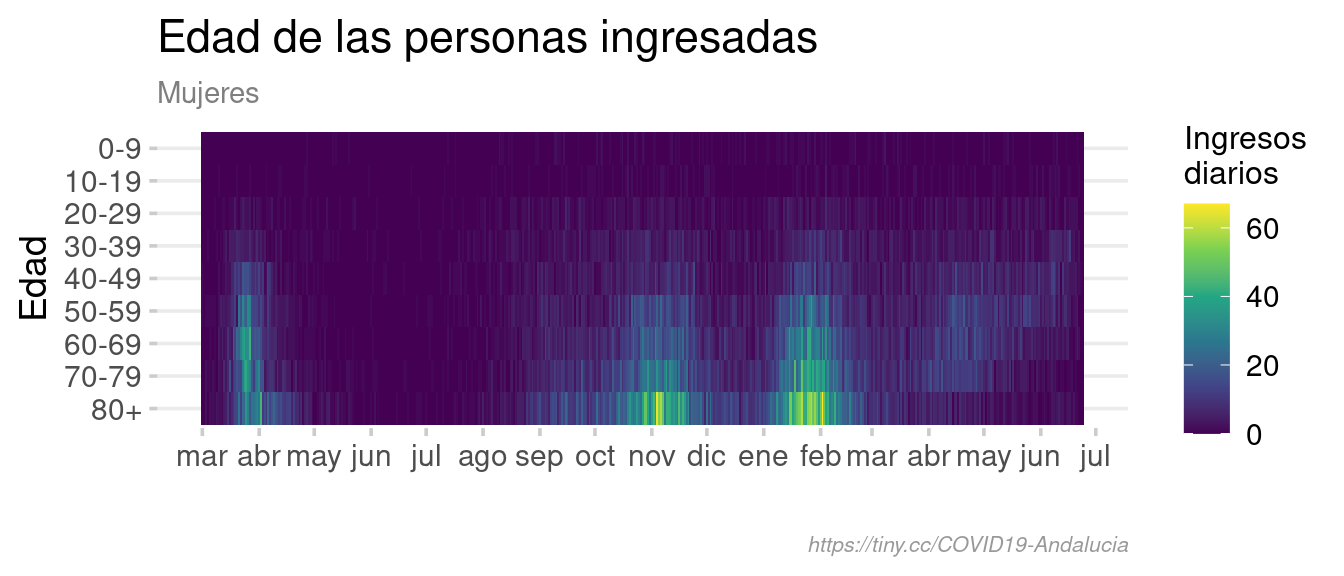 Edad de las personas ingresadas
Mujeres
Edad
0-9
10-19
20-29
30-39
40-49
50-59
60-69
70-79
80+
mar abr may jun jul ago sep oct nov dic ene feb mar abr may jun jul
Ingresos
diarios
60
40
20
0
https://tiny.cc/COVID19-Andalucia